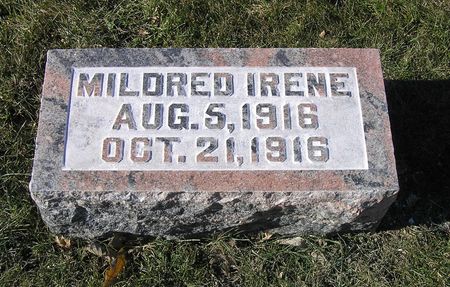 MILDRED IRENE
AUG. 5, 1916
OCT. 21, 1916